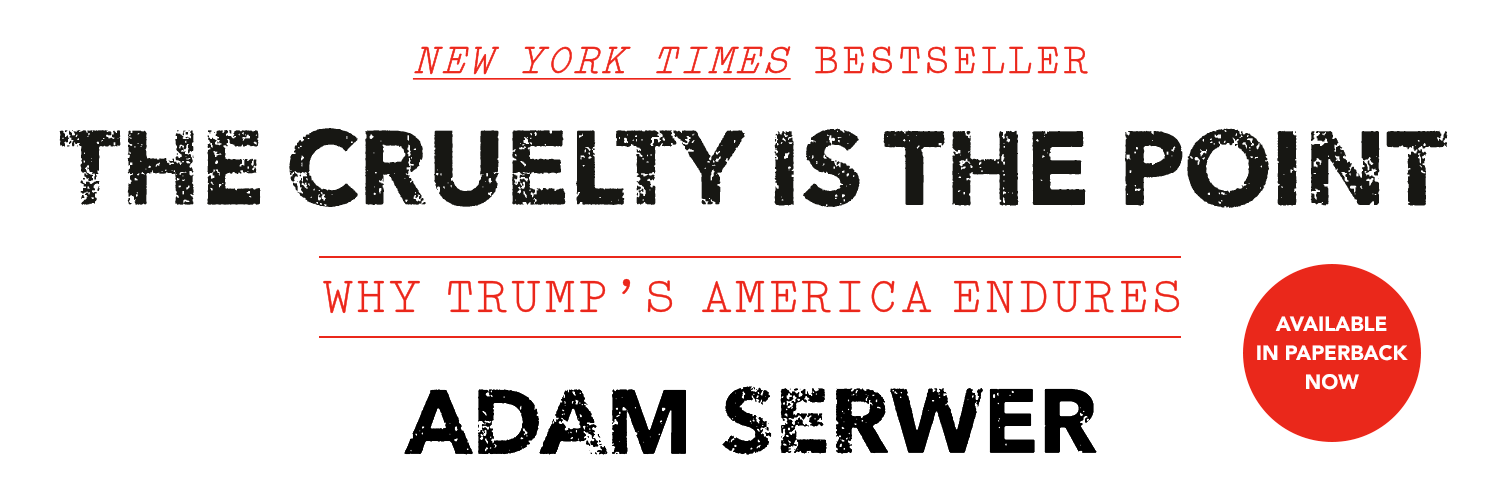 NEW YORK TIMES BESTSELLER
THE CRUELTY IS THE POINT
WHY TRUMP’S AMERICA ENDURES
ADAM SERWER
AVAILABLE
IN PAPERBACK
NOW